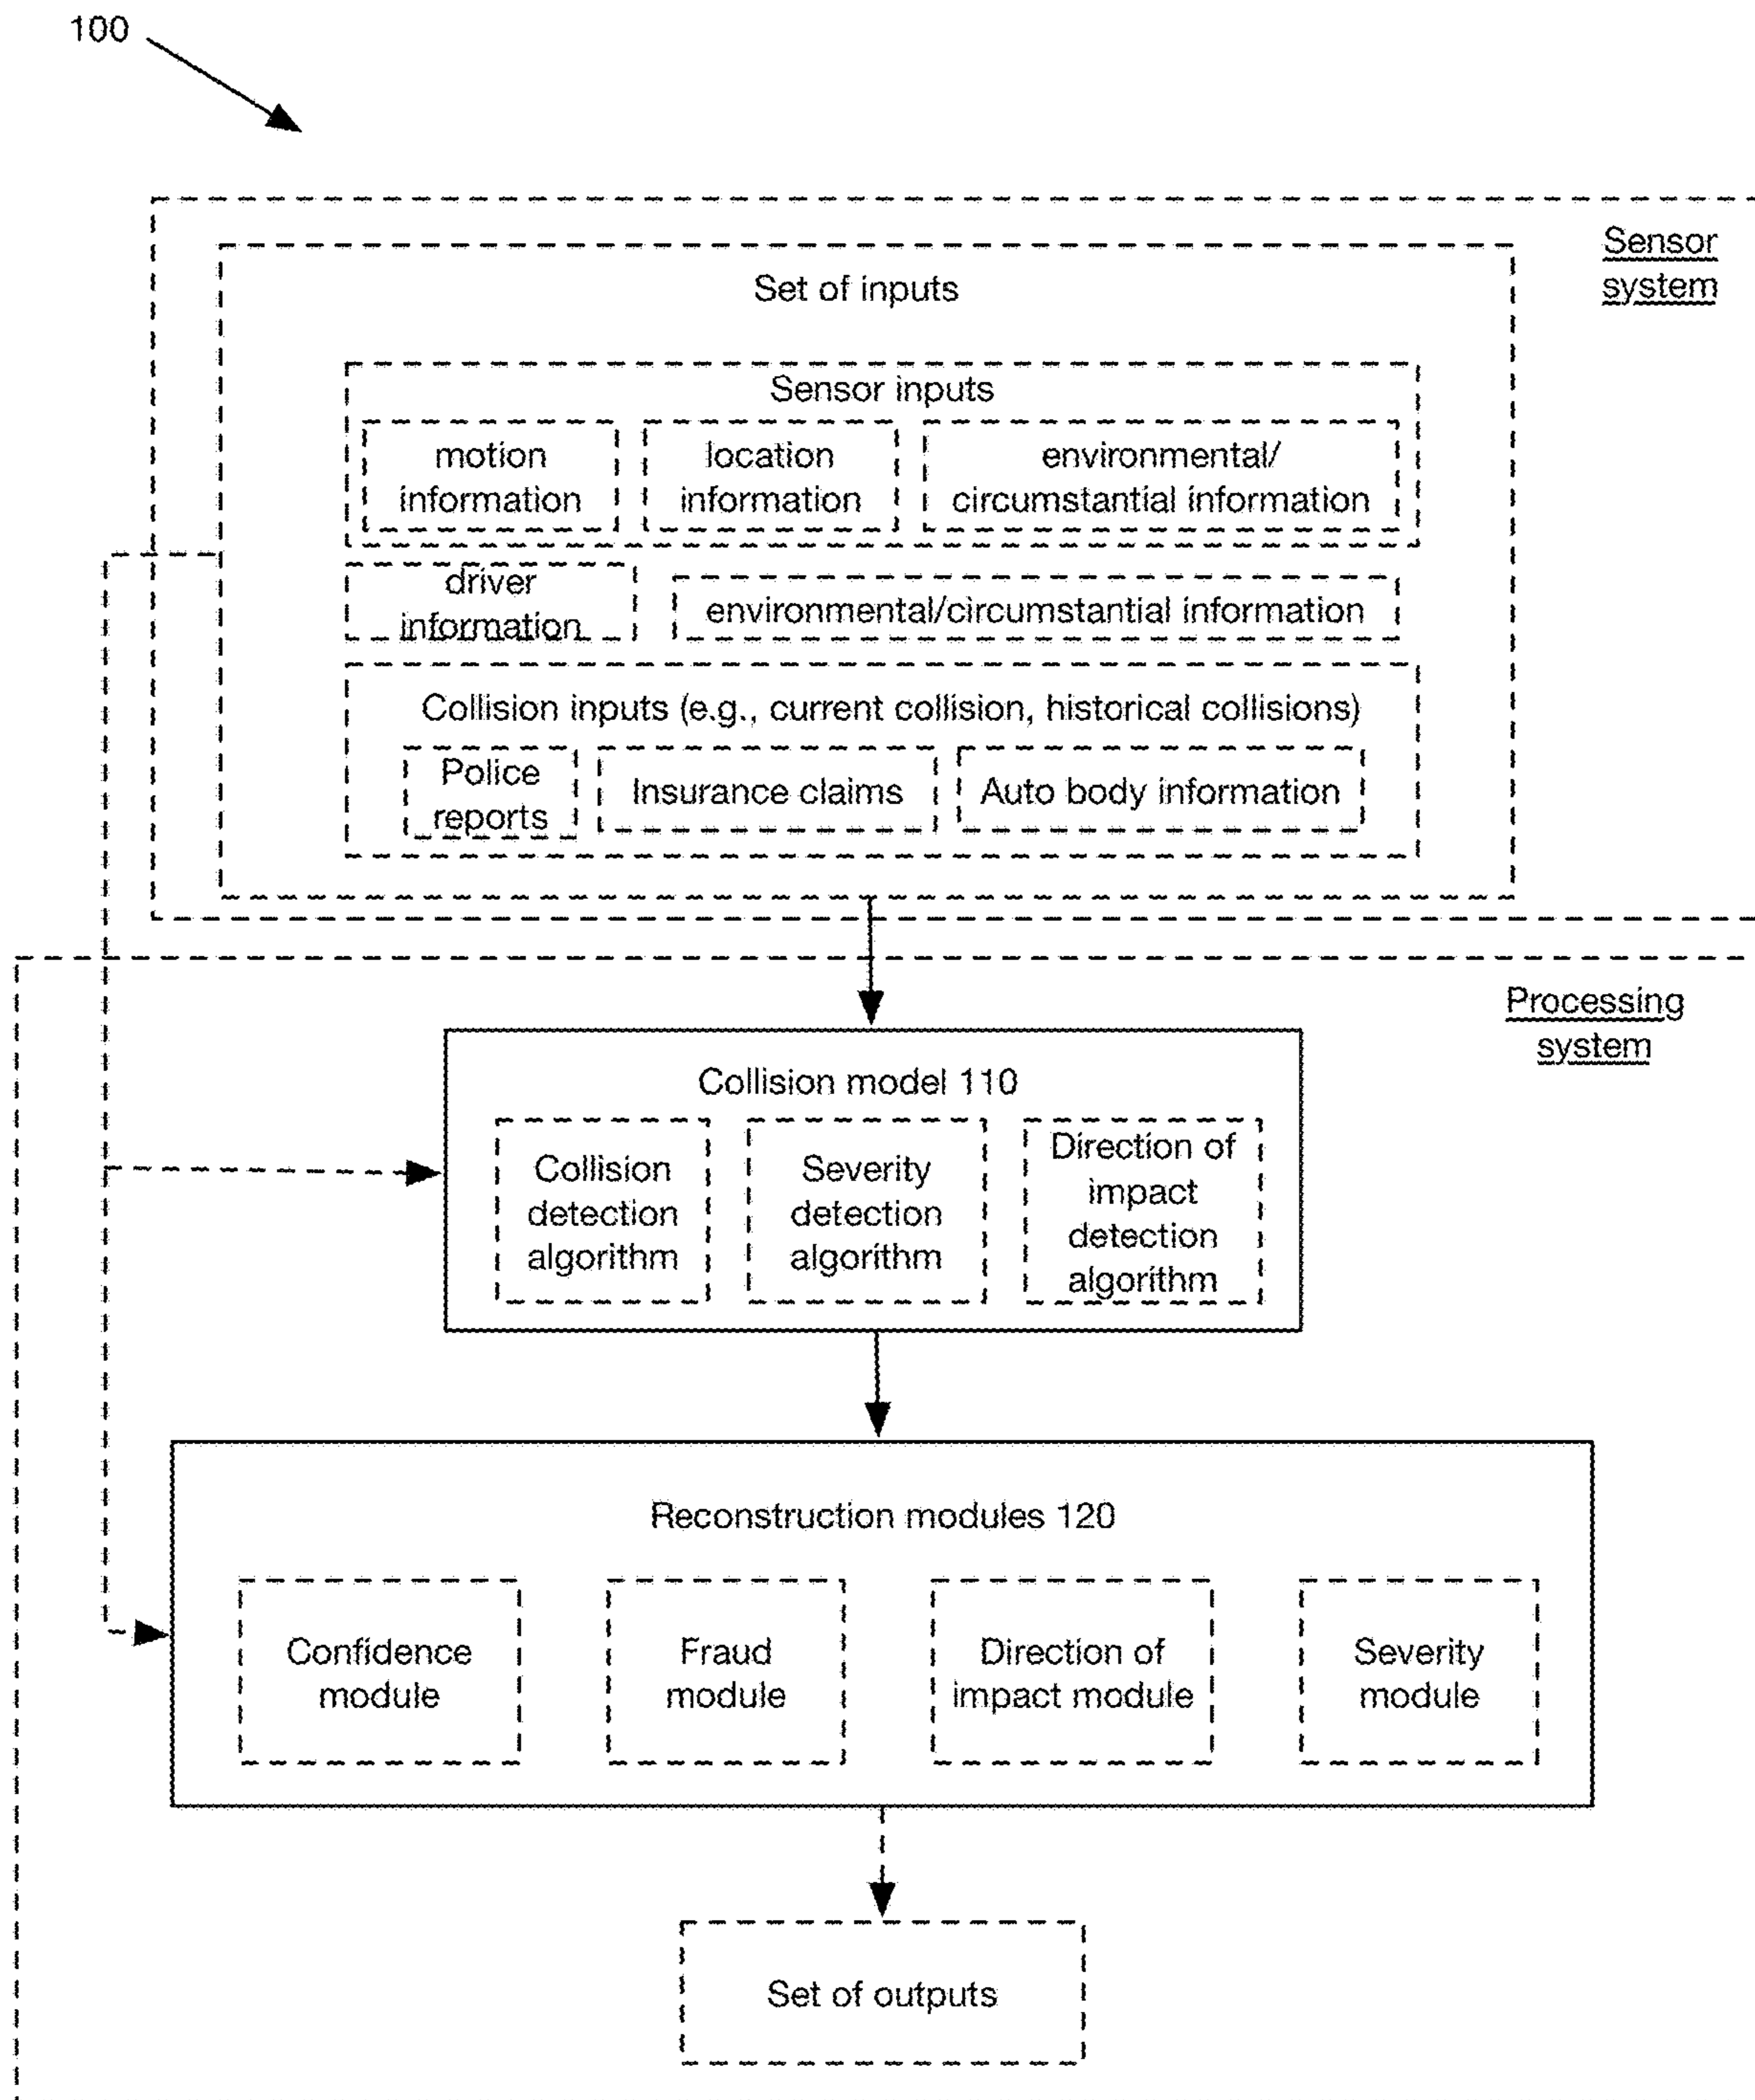 100
Sensor
system
Set of inputs
Sensor inputs
motion
information
location
information
environmental/
circumstantial information
driver
information
environmental/circumstantial information
Collision inputs (e.g., current collision, historical collisions)
Police
reports
Insurance claims
Auto body information
Processing
system
Collision model 110
Collision
detection
algorithm
Severity
detection
algorithm
Direction of
impact
detection
algorithm
Reconstruction modules 120
Confidence
module
Fraud
module
Direction of
impact module
Severity
module
Set of outputs